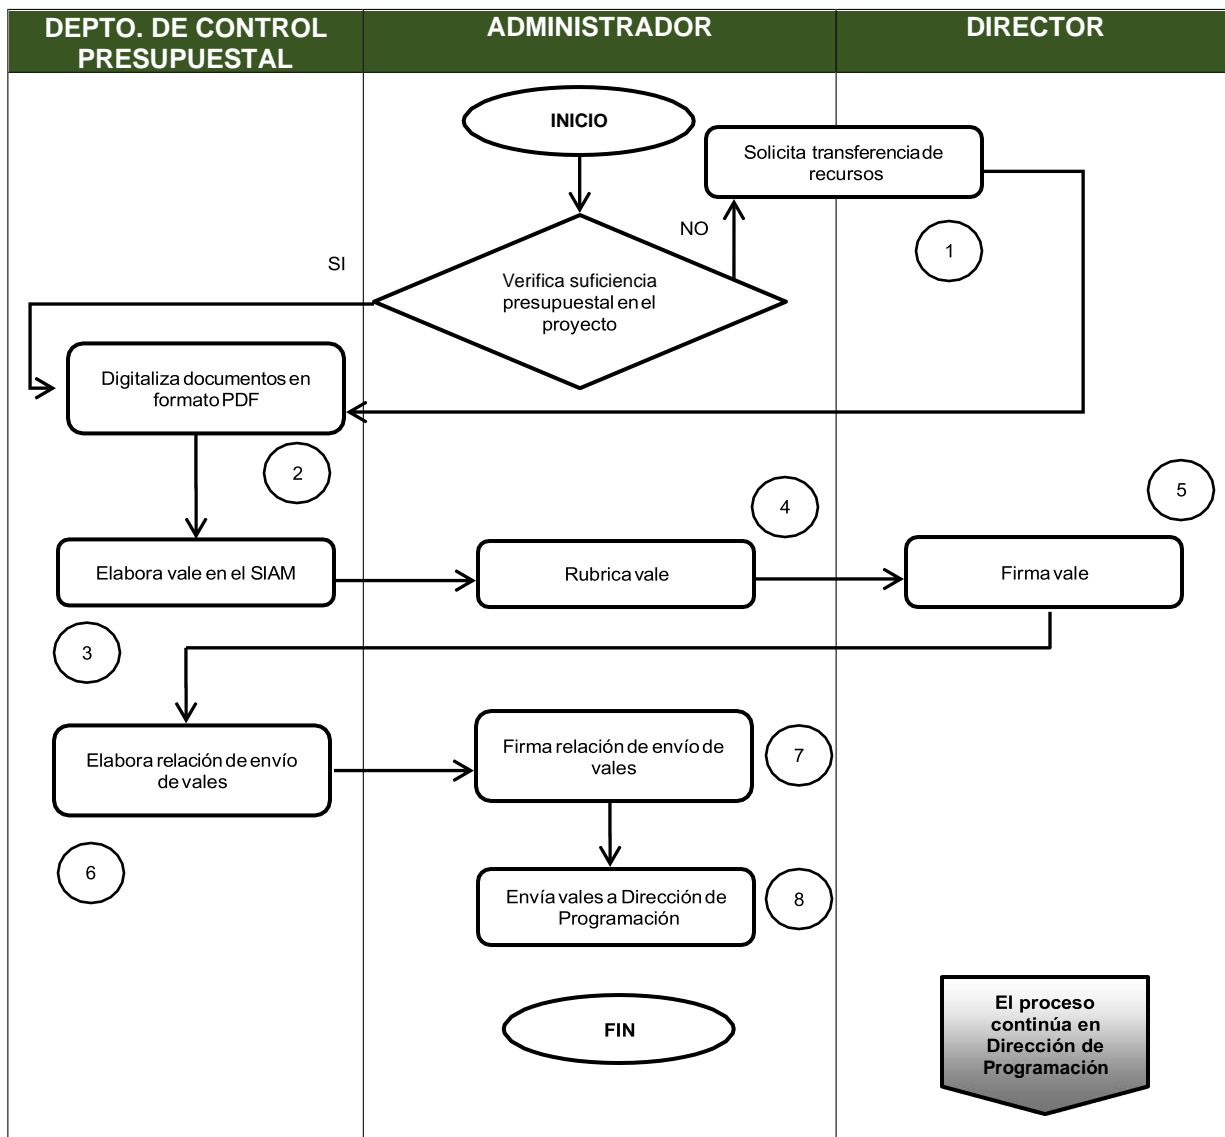 DEPTO. DE CONTROL
PRESUPUESTAL
ADMINISTRADOR
DIRECTOR
INICIO
Solicita transferencia de
recursos
NO
1
SI
Verifica suficiencia
presupuestal en el
proyecto
Digitaliza documentos en
formato PDF
2
4
5
Elabora vale en el SIAM
Rubrica vale
Firma vale
3
Elabora relación de envío
de vales
Firma relación de envío de
vales
7
6
Envía vales a Dirección de
Programación
8
FIN
El proceso
continúa en
Dirección de
Programación